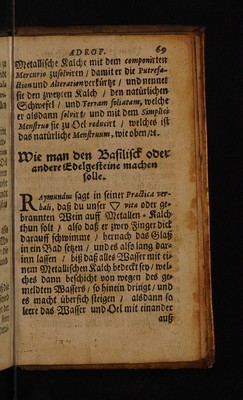 ADROP. 69
Metallische Kalche mit dem componirten
Mercurio zusolviren / damit er die Putrefa-
ction und Alteration verkürtze / und nennet
sie den zweyten Kalch / den natürlichen
Schwefel / und Terram foliatam, welche
er alsdann solvirt und mit dem Simplici
Menstruo sie zu Oel reducirt / welches ist
das natürliche Menstruum, wie oben / etc.
Wie man den Basilisck oder
andere Edelgesteine machen
solle.
RAymundus sagt in seiner Practica ver-
bali, daß du unser ▽ vitæ oder ge-
brannten Wein auff Metallen-Kalch
thun solt / also daß er zwey Finger dick
darauff schwimme / hernach das Glaß
in ein Bad setzen / und es also lang dar-
inn lassen / biß daß alles Wasser mit ei-
nem Metallischen Kalch bedeckt sey / wel-
ches dann beschicht von wegen des ge-
meldten Wassers / so hinein dringt / und
es macht übersich steigen / alsdann so
leere das Wasser und Oel mit einander
auß